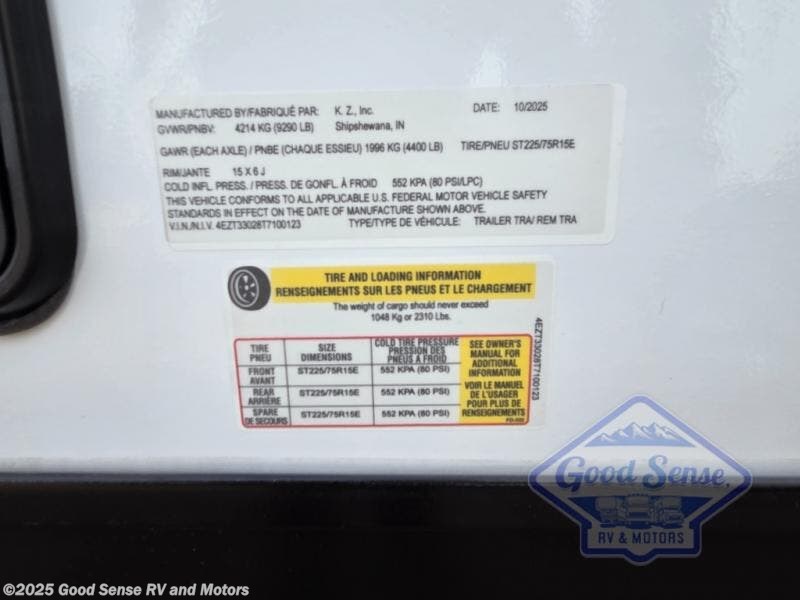 MANUFACTURED BY/FABRIQUÉ PAR: K. Z., Inc. DATE: 10/2025
GVWR/PNBV: 4214 KG (9290 LB) Shipshewana, IN
GAWR (EACH AXLE) / PNBE (CHAQUE ESSIEU) 1996 KG (4400 LB) TIRE/PNEU ST225/75R15E
RIM/JANTE 15 X 6 J
COLD INFL. PRESS. / PRESS. DE GONFL. À FROID 552 KPA (80 PSI/LPC)
THIS VEHICLE CONFORMS TO ALL APPLICABLE U.S. FEDERAL MOTOR VEHICLE SAFETY
STANDARDS IN EFFECT ON THE DATE OF MANUFACTURE SHOWN ABOVE.
V.I.N./N.I.V. 4EZT33028T7100123 TYPE/TYPE DE VÉHICULE: TRAILER TRA/ REM TRA
TIRE AND LOADING INFORMATION
RENSEIGNEMENTS SUR LES PNEUS ET LE CHARGEMENT
The weight of cargo should never exceed
1048 Kg or 2310 Lbs.
TIRE PNEU SIZE DIMENSIONS COLD TIRE PRESSURE PRESSION DES PNEUS À FROID
FRONT AVANT ST225/75R15E 552 KPA (80 PSI)
REAR ARRIÈRE ST225/75R15E 552 KPA (80 PSI)
SPARE DE SECOURS ST225/75R15E 552 KPA (80 PSI)
SEE OWNER'S
MANUAL FOR
ADDITIONAL
INFORMATION
VOIR LE MANUEL
DE L'USAGER
POUR PLUS DE
RENSEIGNEMENTS
4EZT33028T7100123
Good Sense
RV & MOTORS
©2025 Good Sense RV and Motors